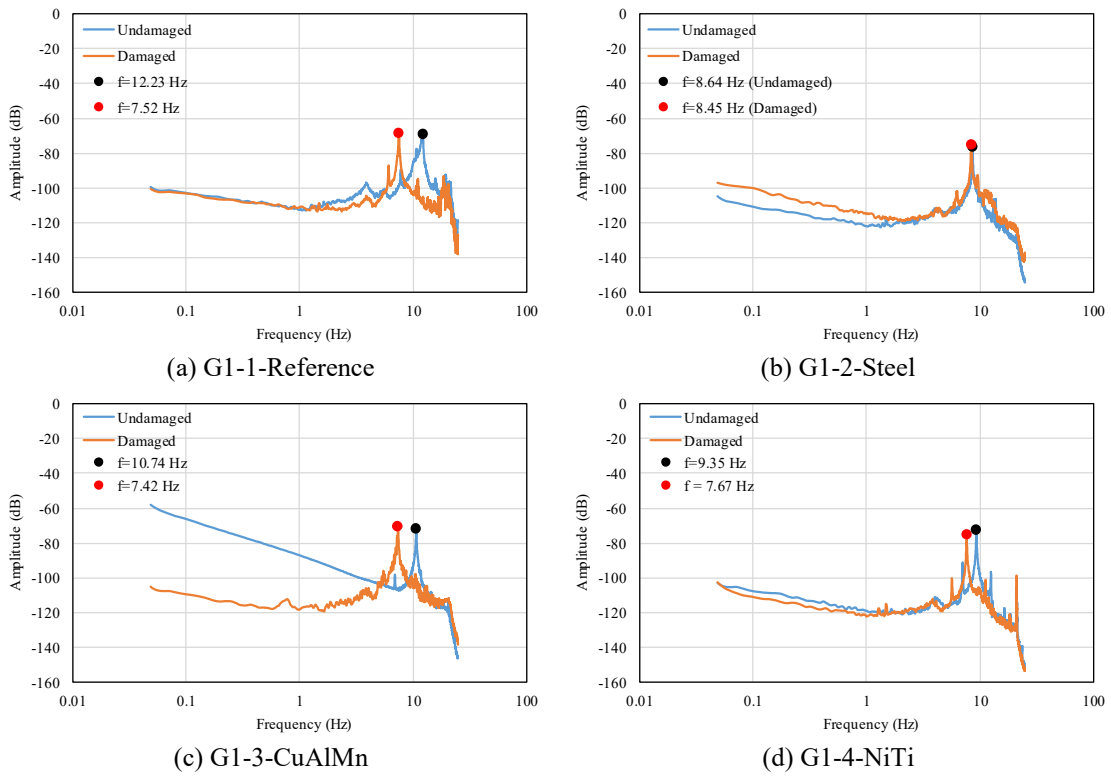 0
-20
-40
-60
-80
-100
-120
-140
-160
Amplitude (dB)
Undamaged
Damaged
f=12.23 Hz
f=7.52 Hz
0.01 0.1 1 10 100
Frequency (Hz)
(a) G1-1-Reference
0
-20
-40
-60
-80
-100
-120
-140
-160
Amplitude (dB)
Undamaged
Damaged
f=8.64 Hz (Undamaged)
f=8.45 Hz (Damaged)
0.01 0.1 1 10 100
Frequency (Hz)
(b) G1-2-Steel
0
-20
-40
-60
-80
-100
-120
-140
-160
Amplitude (dB)
Undamaged
Damaged
f=10.74 Hz
f=7.42 Hz
0.01 0.1 1 10 100
Frequency (Hz)
(c) G1-3-CuAlMn
0
-20
-40
-60
-80
-100
-120
-140
-160
Amplitude (dB)
Undamaged
Damaged
f=9.35 Hz
f = 7.67 Hz
0.01 0.1 1 10 100
Frequency (Hz)
(d) G1-4-NiTi